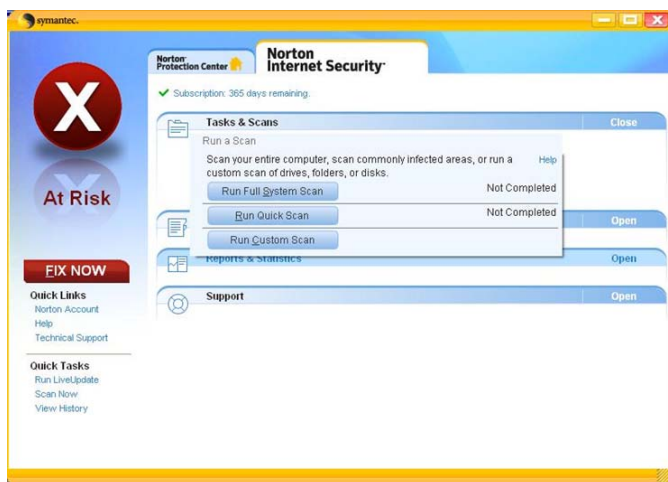 symantec.
Norton
Protection Center
Norton
Internet Security
Subscription: 365 days remaining.
X
At Risk
FIX NOW
Quick Links
Norton Account
Help
Technical Support
Quick Tasks
Run LiveUpdate
Scan Now
View History
Tasks & Scans
Close
Run a Scan
Scan your entire computer, scan commonly infected areas, or run a
custom scan of drives, folders, or disks.
Help
Run Full System Scan
Not Completed
Run Quick Scan
Not Completed
Run Custom Scan
Open
Reports & Statistics
Open
Support
Open